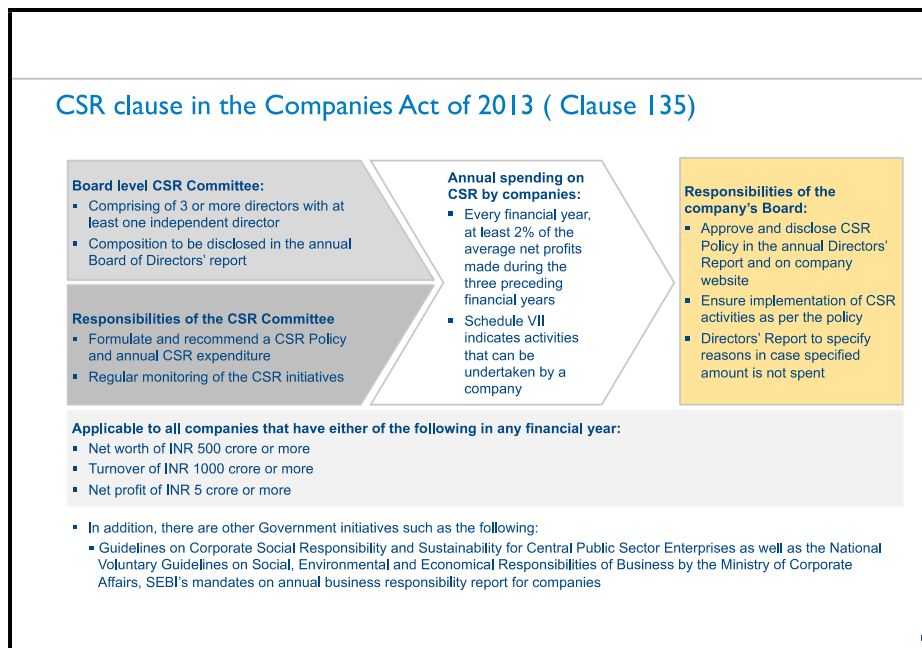 CSR clause in the Companies Act of 2013 ( Clause 135)
Board level CSR Committee:
▪ Comprising of 3 or more directors with at
least one independent director
▪ Composition to be disclosed in the annual
Board of Directors' report
Responsibilities of the CSR Committee
▪ Formulate and recommend a CSR Policy
and annual CSR expenditure
▪ Regular monitoring of the CSR initiatives
Annual spending on
CSR by companies:
▪ Every financial year,
at least 2% of the
average net profits
made during the
three preceding
financial years
▪ Schedule VII
indicates activities
that can be
undertaken by a
company
Responsibilities of the
company's Board:
▪ Approve and disclose CSR
Policy in the annual Directors'
Report and on company
website
▪ Ensure implementation of CSR
activities as per the policy
▪ Directors' Report to specify
reasons in case specified
amount is not spent
Applicable to all companies that have either of the following in any financial year:
▪ Net worth of INR 500 crore or more
▪ Turnover of INR 1000 crore or more
▪ Net profit of INR 5 crore or more
▪ In addition, there are other Government initiatives such as the following:
▪ Guidelines on Corporate Social Responsibility and Sustainability for Central Public Sector Enterprises as well as the National
Voluntary Guidelines on Social, Environmental and Economical Responsibilities of Business by the Ministry of Corporate
Affairs, SEBI's mandates on annual business responsibility report for companies